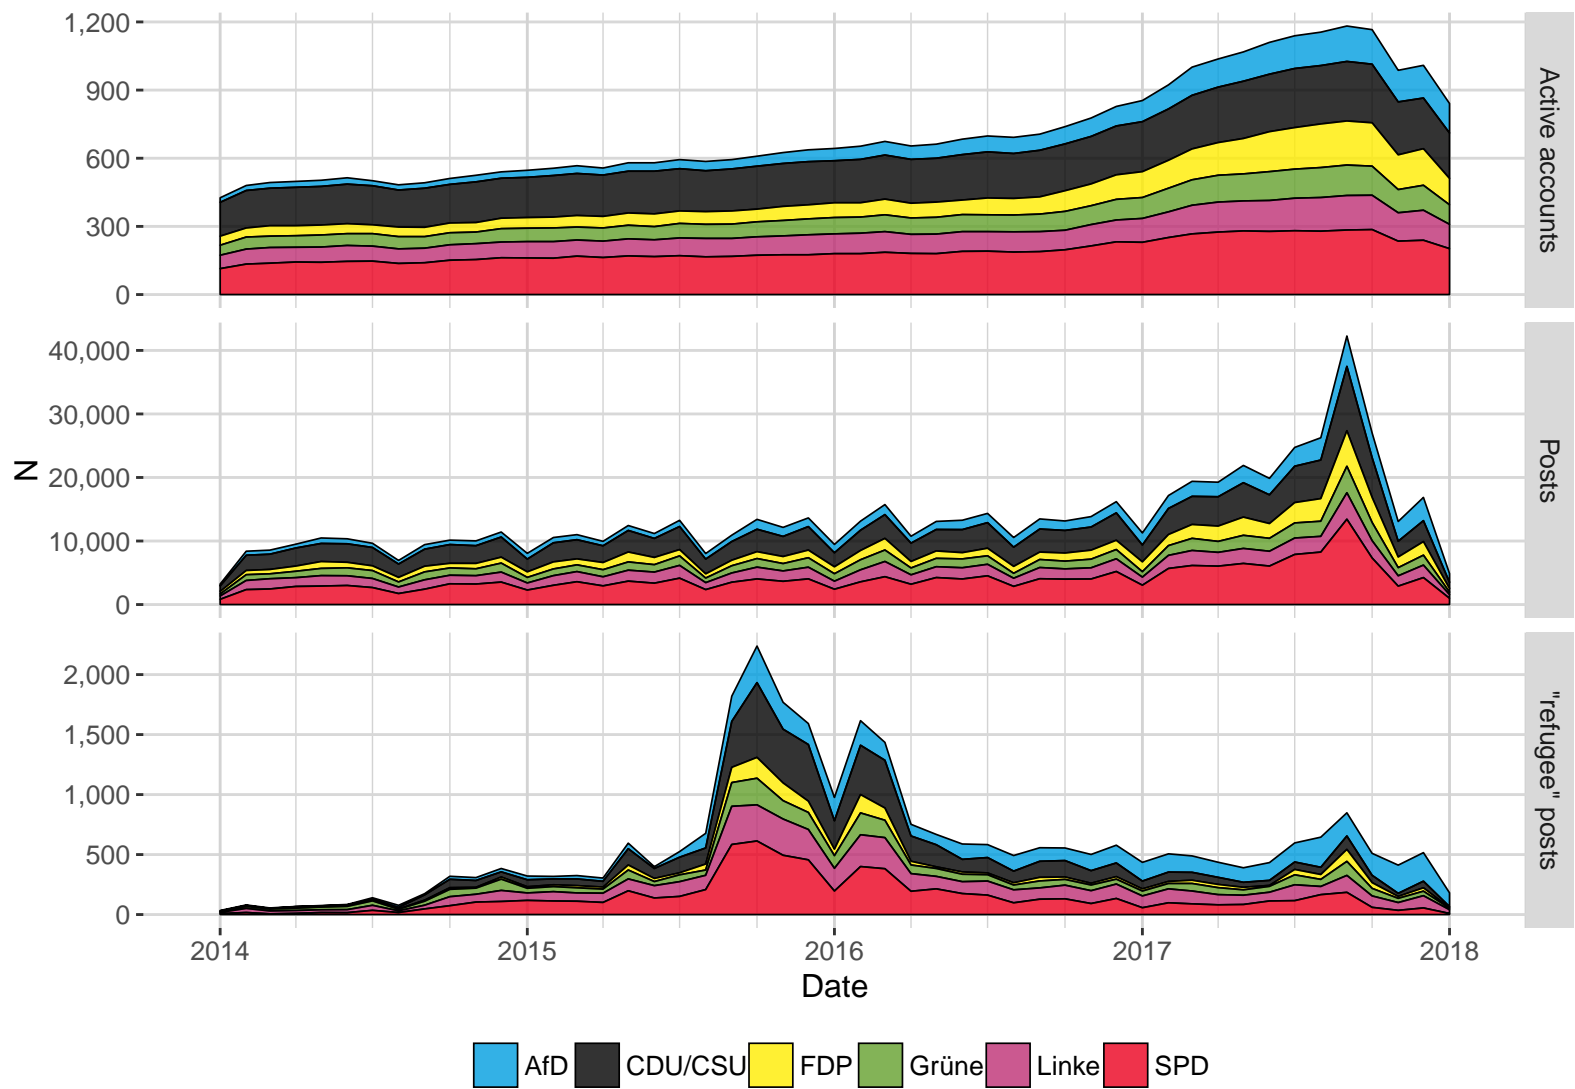 1,200
900
600
300
0
Active accounts
40,000
30,000
20,000
10,000
0
Posts
N
2,000
1,500
1,000
500
0
"refugee" posts
2014 2015 2016 2017 2018
Date
AfD CDU/CSU FDP Grüne Linke SPD